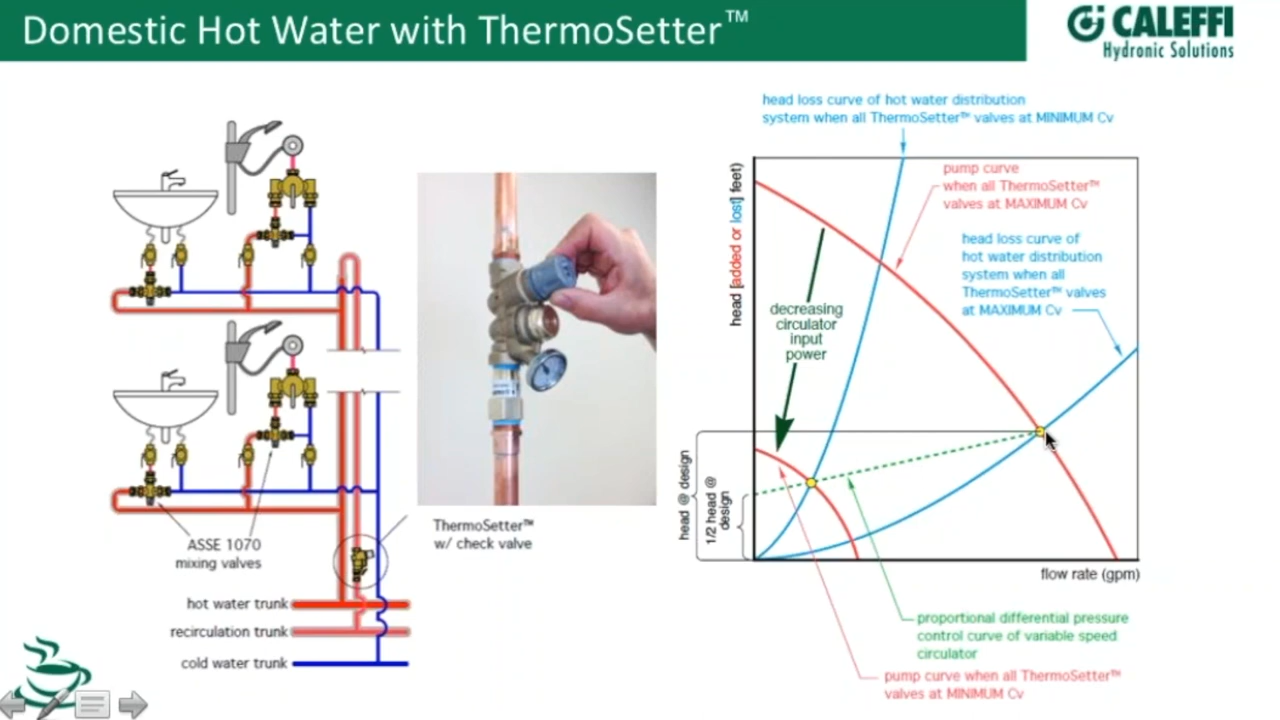 Domestic Hot Water with ThermoSetter™
CALEFFI
Hydronic Solutions
ASSE 1070
mixing valves
hot water trunk
recirculation trunk
cold water trunk
ThermoSetter™
w/ check valve
head loss curve of hot water distribution
system when all ThermoSetter™ valves at MINIMUM Cv
pump curve
when all ThermoSetter™
valves at MAXIMUM Cv
head loss curve of
hot water distribution
system when all
ThermoSetter™ valves
at MAXIMUM Cv
head [added or lost] feet)
decreasing
circulator
input
power
head @ design
1/2 head @
design
flow rate (gpm)
proportional differential pressure
control curve of variable speed
circulator
pump curve when all ThermoSetter™
valves at MINIMUM Cv